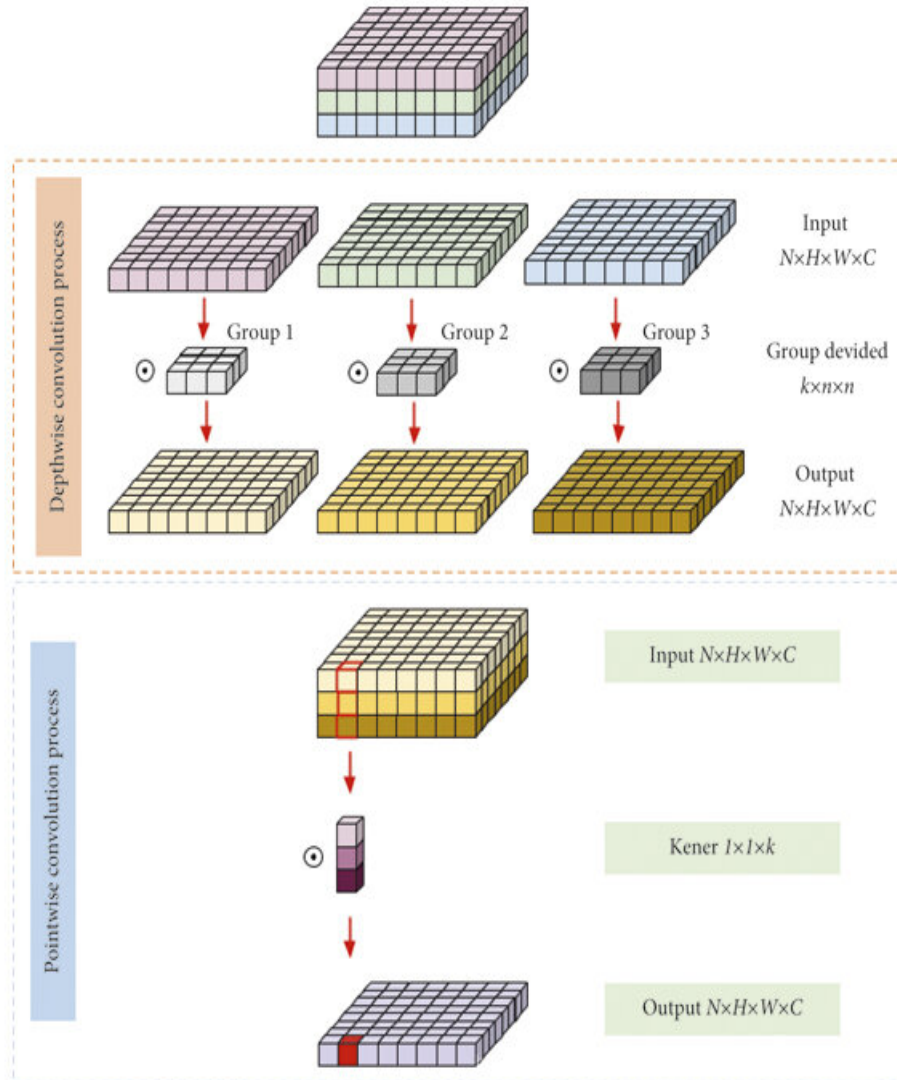 Depthwise convolution process
Input
N×H×W×C
Group 1
Group 2
Group 3
Group devided
k×n×n
Output
N×H×W×C
Pointwise convolution process
Input N×H×W×C
Kener 1×1×k
Output N×H×W×C